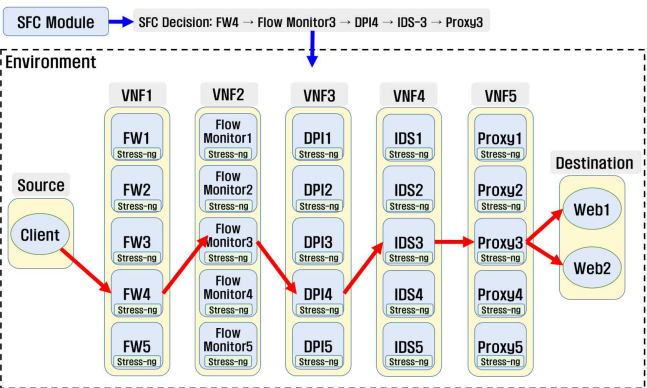 SFC Module
SFC Decision: FW4 → Flow Monitor3 → DPI4 → IDS-3 → Proxy3
Environment
VNF1 VNF2 VNF3 VNF4 VNF5
Source
Client
FW1
Stress-ng
FW2
Stress-ng
FW3
Stress-ng
FW4
Stress-ng
FW5
Stress-ng
Flow
Monitor1
Stress-ng
Flow
Monitor2
Stress-ng
Flow
Monitor3
Stress-ng
Flow
Monitor4
Stress-ng
Flow
Monitor5
Stress-ng
DPI1
Stress-ng
DPI2
Stress-ng
DPI3
Stress-ng
DPI4
Stress-ng
DPI5
Stress-ng
IDS1
Stress-ng
IDS2
Stress-ng
IDS3
Stress-ng
IDS4
Stress-ng
IDS5
Stress-ng
Proxy1
Stress-ng
Proxy2
Stress-ng
Proxy3
Stress-ng
Proxy4
Stress-ng
Proxy5
Stress-ng
Destination
Web1
Web2